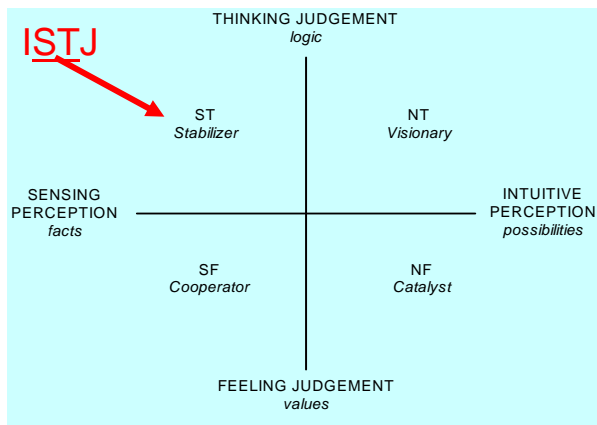 THINKING JUDGEMENT
logic
ISTJ
ST
Stabilizer
NT
Visionary
SENSING
PERCEPTION
facts
INTUITIVE
PERCEPTION
possibilities
SF
Cooperator
NF
Catalyst
FEELING JUDGEMENT
values